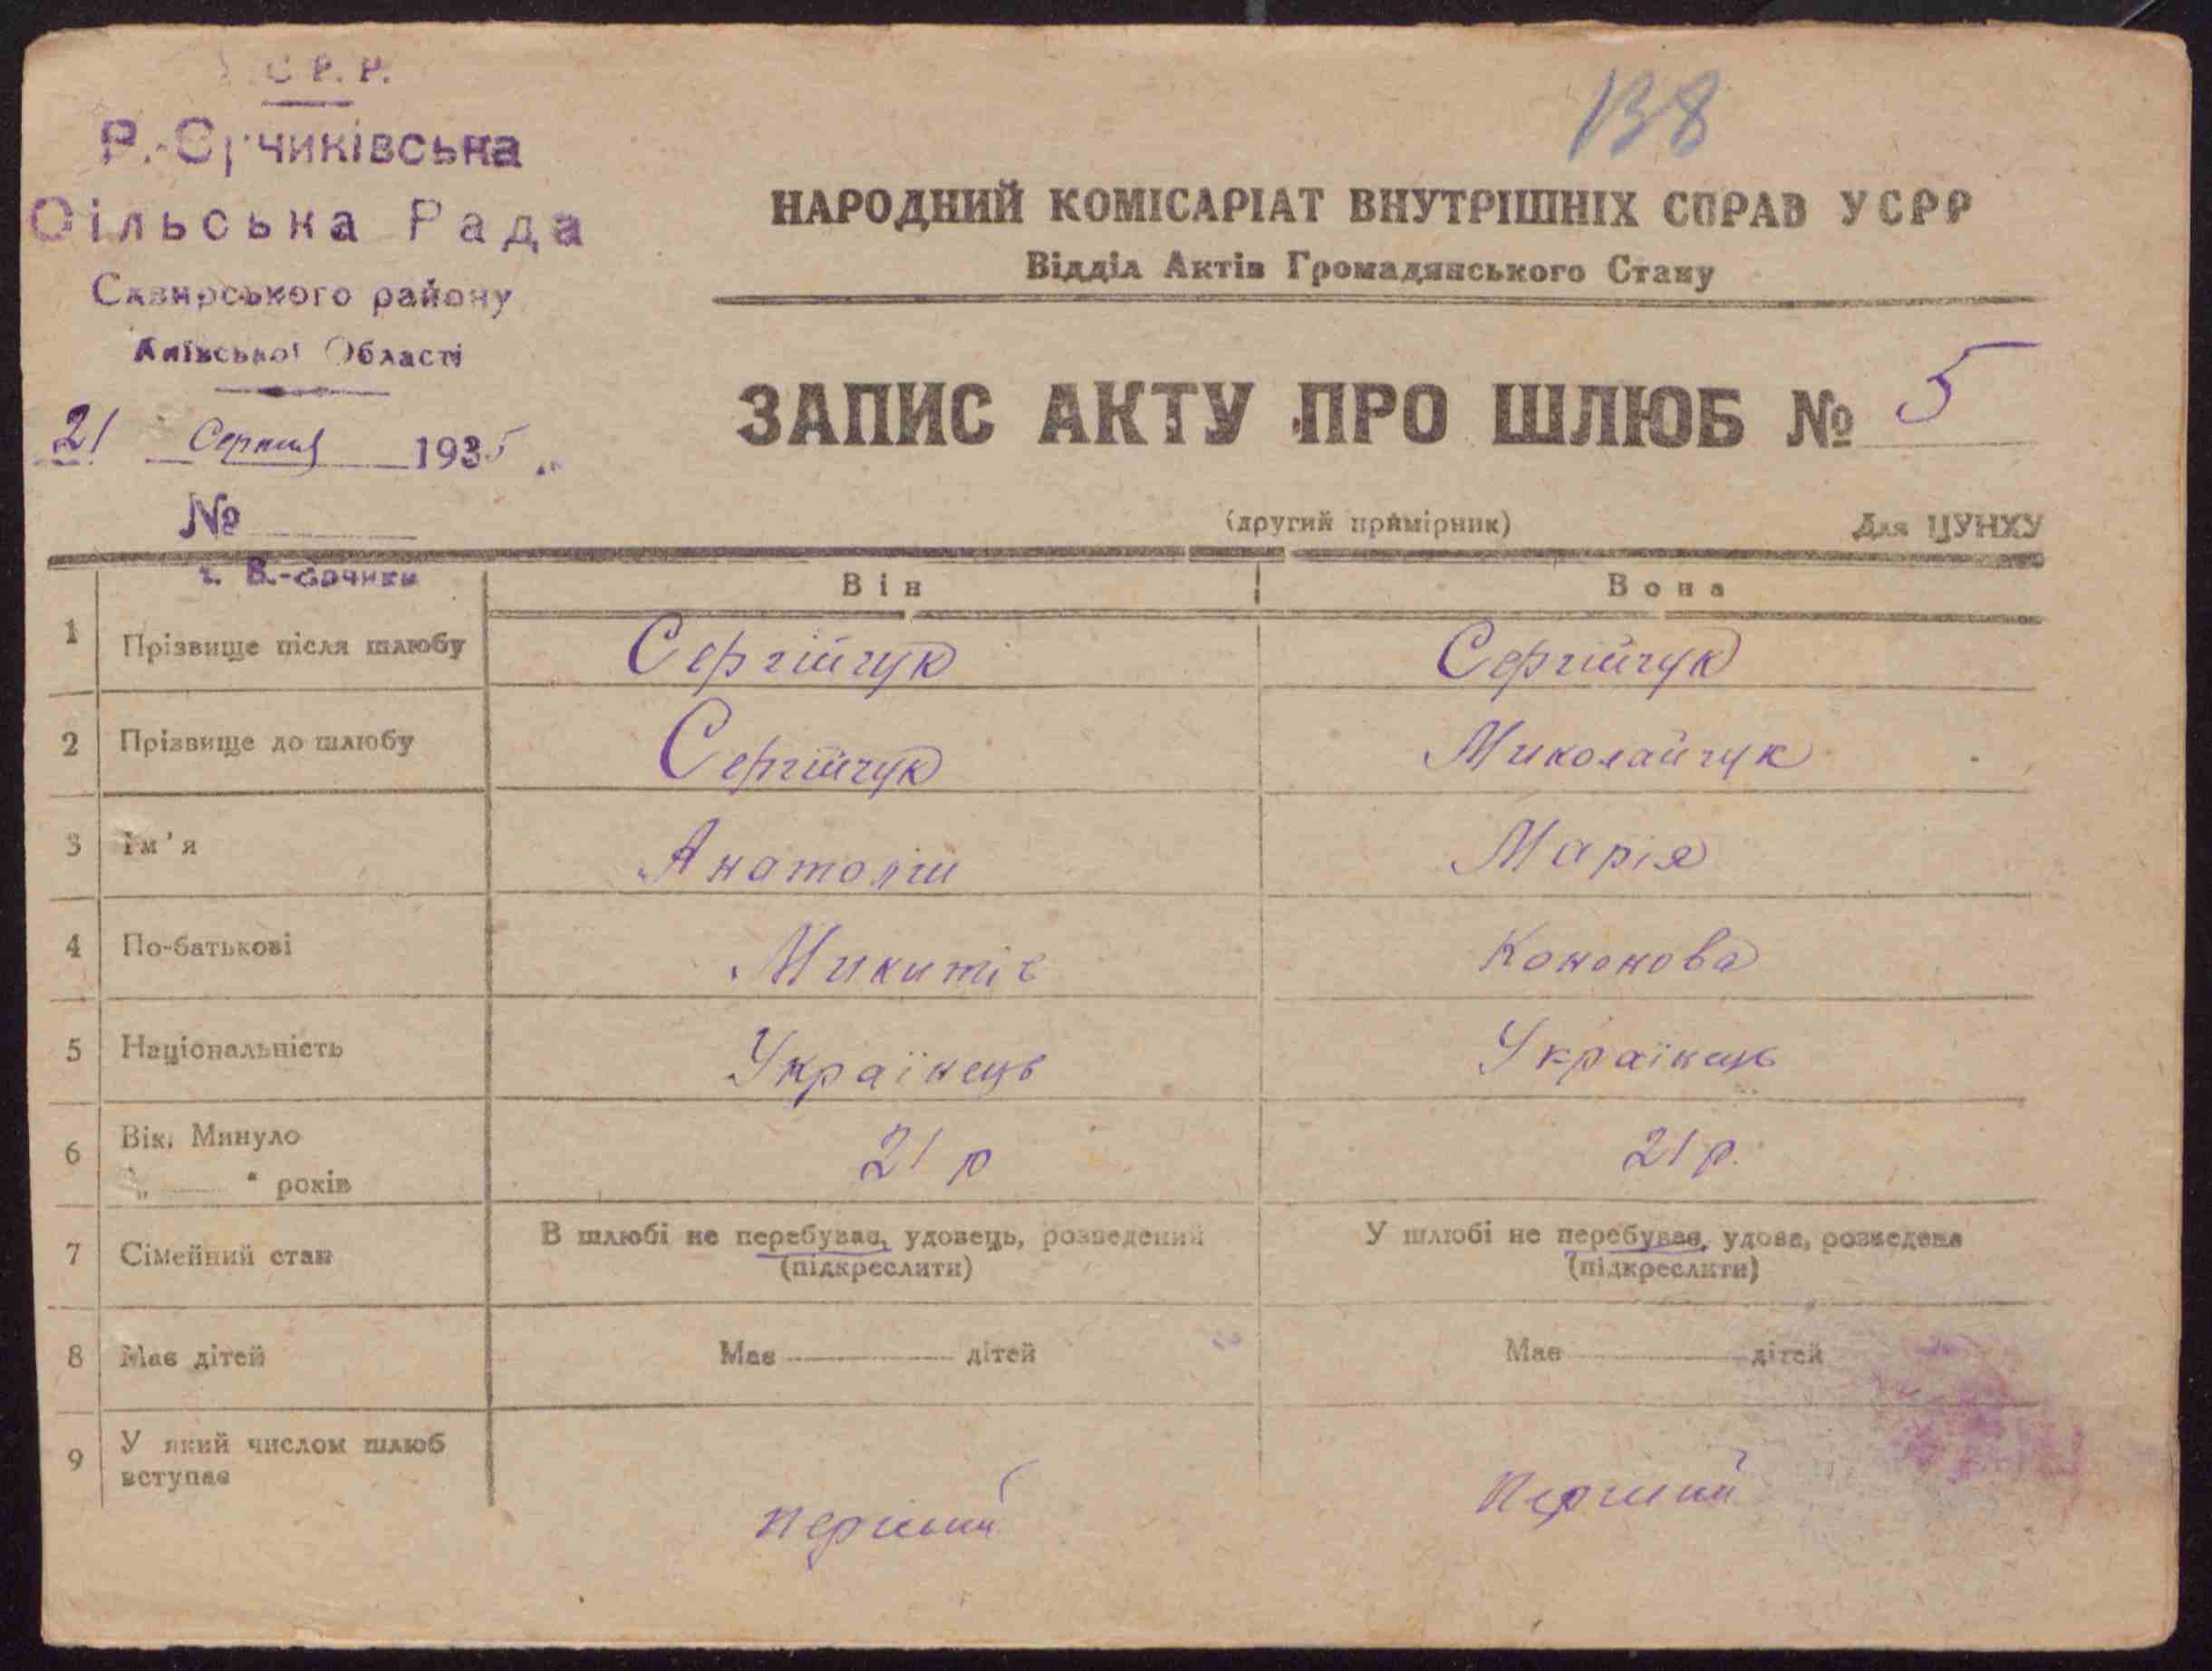 С Р. Р.
Сільська Рада
Сквирського району
Київської Області
21 Серпня 1935
№
138
НАРОДНИЙ КОМІСАРІАТ ВНУТРІШНІХ СПРАВ УСРР
Відділ Актів Громадянського Стану
ЗАПИС АКТУ ПРО ШЛЮБ № 5
(другий примірник) Для ЦУНХУ
Він Вона
1 Прізвище після шлюбу Сергійчук Сергійчук
2 Прізвище до шлюбу Сергійчук Миколайчук
3 Ім'я Анатолій Марія
4 По-батькові Микитів Кононова
5 Національність Українець Українець
6 Вік. Минуло
„ “ років 21 р 21 р.
7 Сімейний стан В шлюбі не перебував, удовець, розведений У шлюбі не перебуває, удова, розведена
(підкреслити) (підкреслити)
8 Має дітей Має дітей Має дітей
9 У який числом шлюб
вступає перший перший